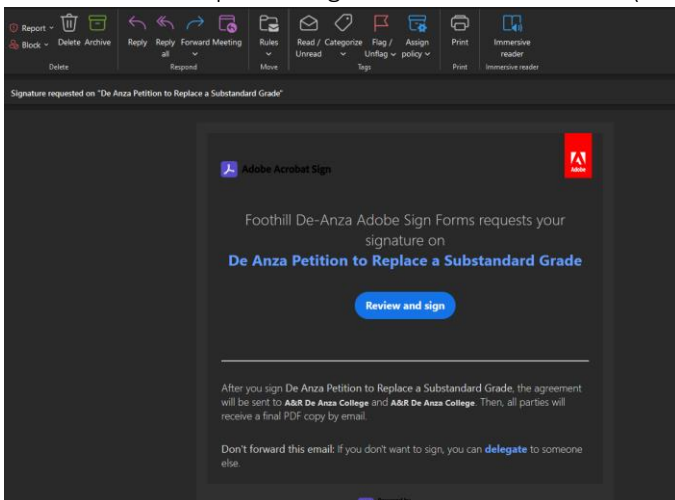 Report
Block
Delete Archive
Reply
Reply all
Forward
Meeting
Rules
Read / Unread
Categorize
Flag / Unflag
Assign policy
Print
Immersive reader
Delete
Respond
Move
Tags
Print
Immersive reader
Signature requested on "De Anza Petition to Replace a Substandard Grade"
Adobe Acrobat Sign
Adobe
Foothill De-Anza Adobe Sign Forms requests your
signature on
De Anza Petition to Replace a Substandard Grade
Review and sign
After you sign De Anza Petition to Replace a Substandard Grade, the agreement
will be sent to A&R De Anza College and A&R De Anza College. Then, all parties will
receive a final PDF copy by email.
Don't forward this email: If you don't want to sign, you can delegate to someone
else.